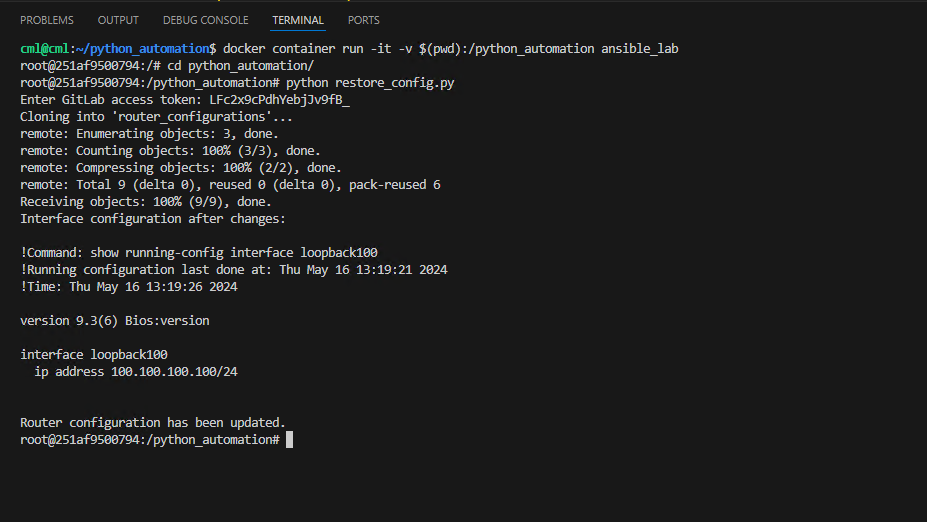 PROBLEMS OUTPUT DEBUG CONSOLE TERMINAL PORTS
cml@cml:~/python_automation$ docker container run -it -v $(pwd):/python_automation ansible_lab
root@251af9500794:/# cd python_automation/
root@251af9500794:/python_automation# python restore_config.py
Enter GitLab access token: LFc2x9cPdhYebjJv9fB_
Cloning into 'router_configurations'...
remote: Enumerating objects: 3, done.
remote: Counting objects: 100% (3/3), done.
remote: Compressing objects: 100% (2/2), done.
remote: Total 9 (delta 0), reused 0 (delta 0), pack-reused 6
Receiving objects: 100% (9/9), done.
Interface configuration after changes:
!Command: show running-config interface loopback100
!Running configuration last done at: Thu May 16 13:19:21 2024
!Time: Thu May 16 13:19:26 2024
version 9.3(6) Bios:version
interface loopback100
  ip address 100.100.100.100/24
Router configuration has been updated.
root@251af9500794:/python_automation#